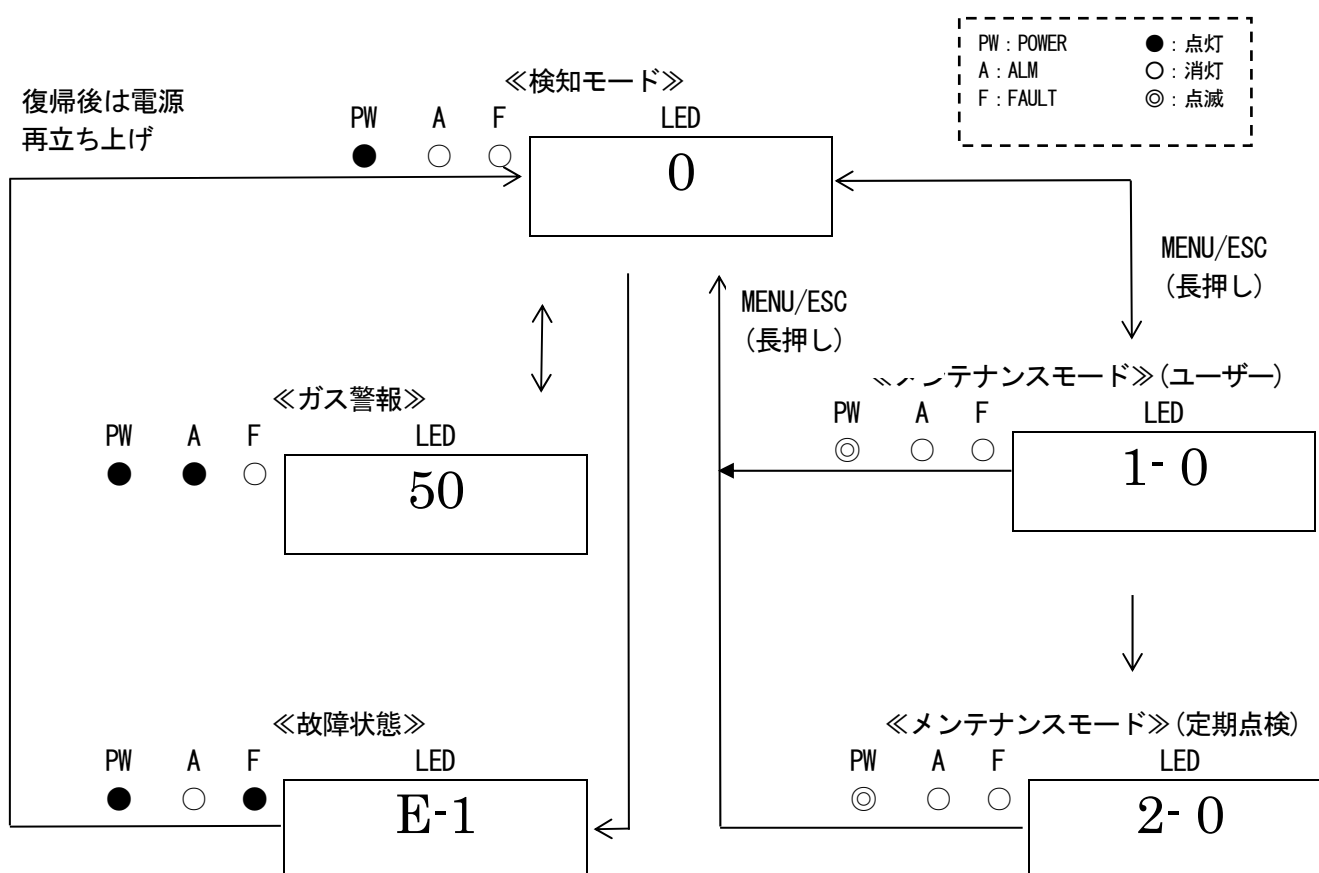 PW：POWER ●：点灯
A：ALM ○：消灯
F：FAULT ◎：点滅
復帰後は電源
再立ち上げ
≪検知モード≫
PW A F LED
● ○ ○
0
MENU/ESC
(長押し)
MENU/ESC
(長押し)
≪ガス警報≫
PW A F LED
● ● ○
50
≪メンテナンスモード≫(ユーザー)
PW A F LED
◎ ○ ○
1- 0
≪故障状態≫
PW A F LED
● ○ ●
E-1
≪メンテナンスモード≫(定期点検)
PW A F LED
◎ ○ ○
2- 0